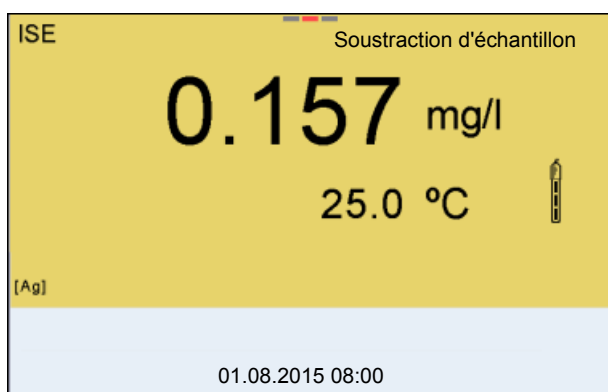 ISE
Soustraction d'échantillon
0.157 mg/l
25.0 ºC
[Ag]
01.08.2015 08:00